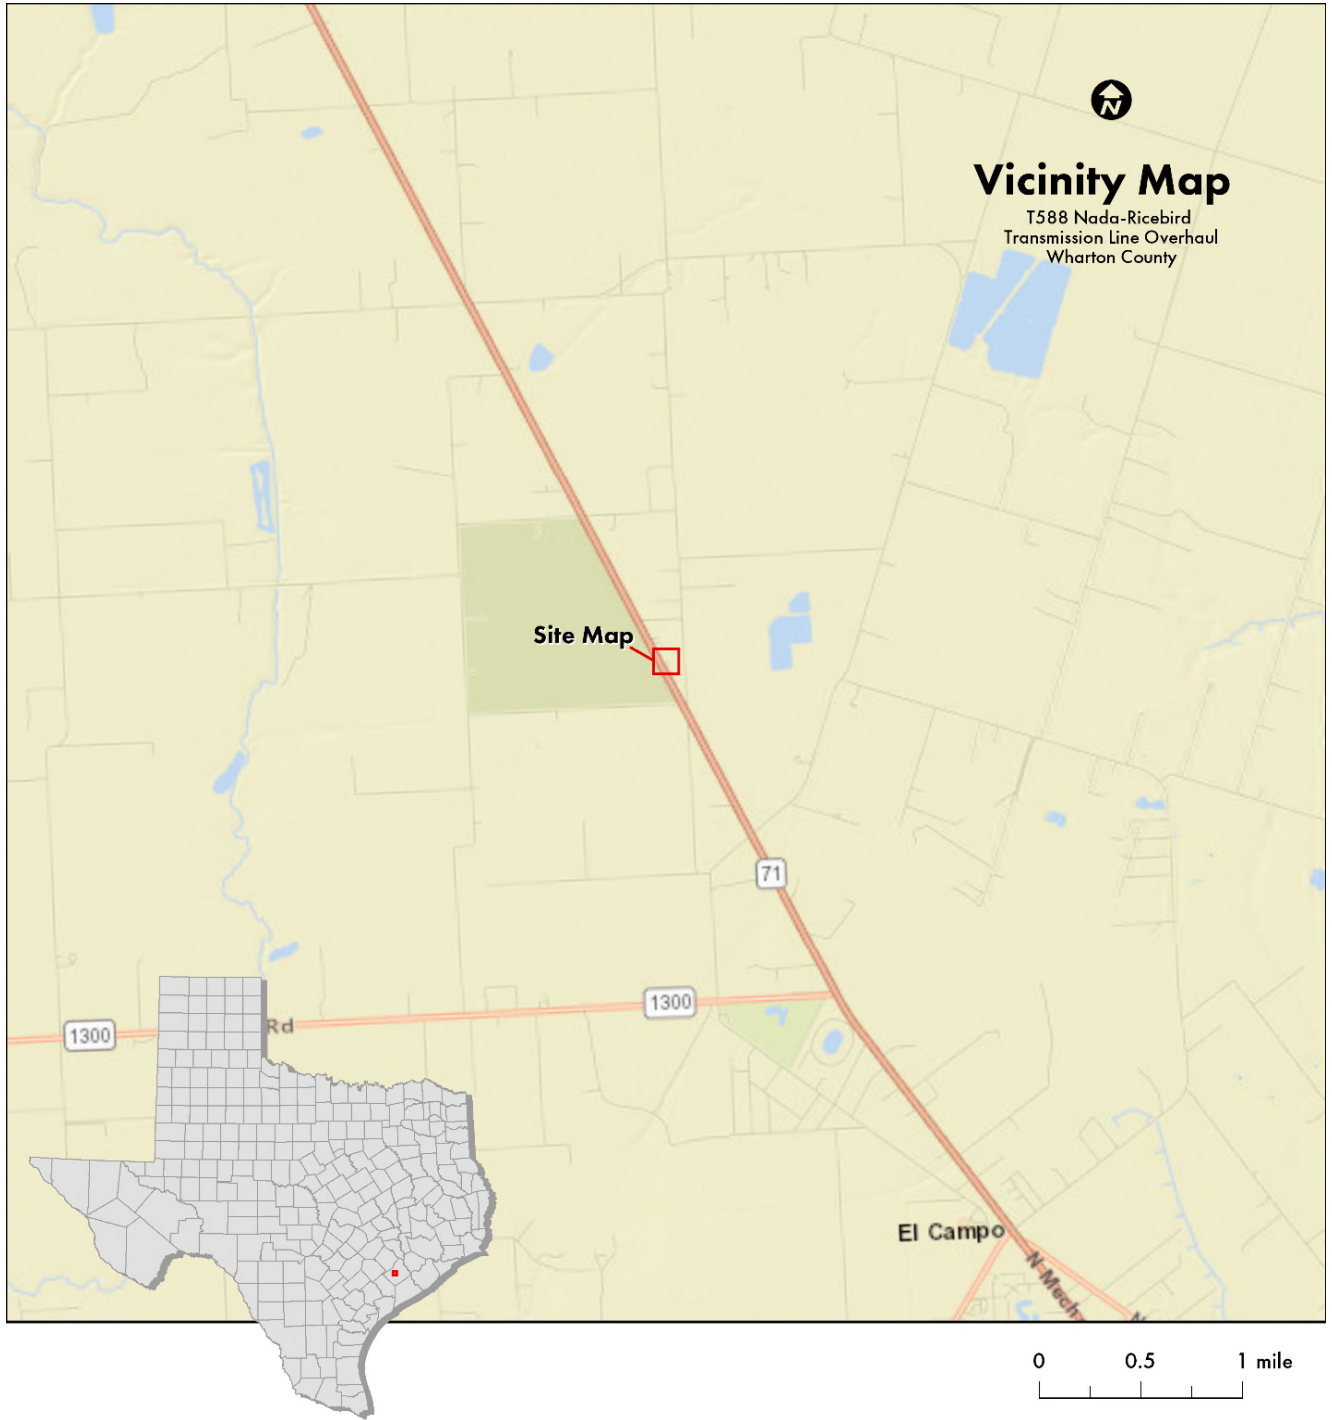 N
Vicinity Map
T588 Nada-Ricebird
Transmission Line Overhaul
Wharton County
Site Map
71
1300
1300
Rd
El Campo
N Mech
0 0.5 1 mile